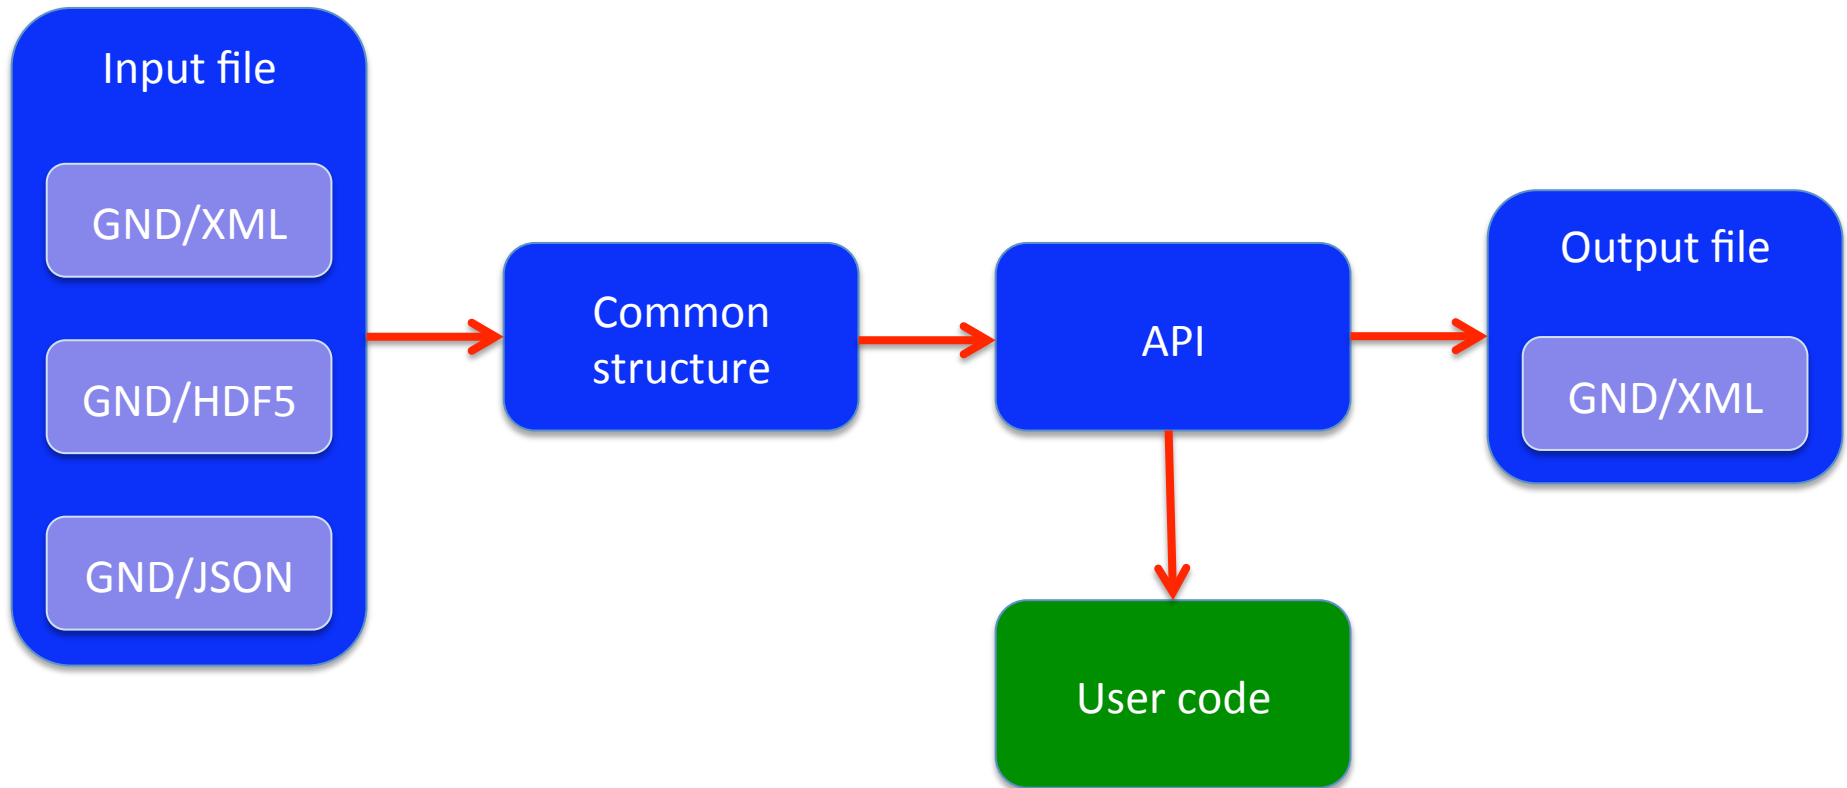 Input file
GND/XML
GND/HDF5
GND/JSON
Common
structure
API
Output file
GND/XML
User code